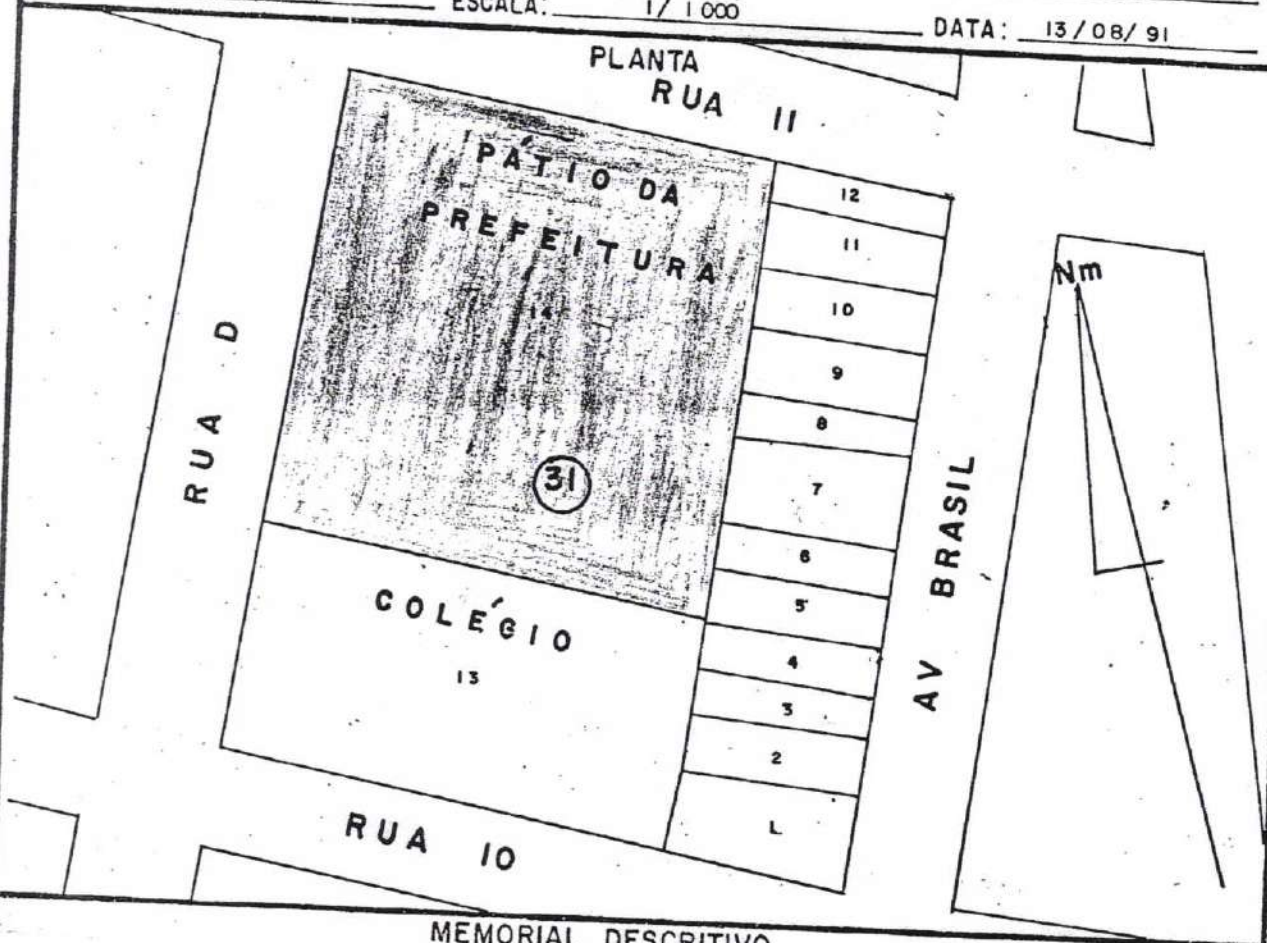 ESCALA: 1/1000
DATA: 13/08/91
PLANTA
RUA 11
PÁTIO DA
PREFEITURA
14
31
12
11
10
9
8
7
6
5
4
3
2
1
Nm
RUA D
AV BRASIL
COLÉGIO
13
RUA 10
MEMORIAL DESCRITIVO